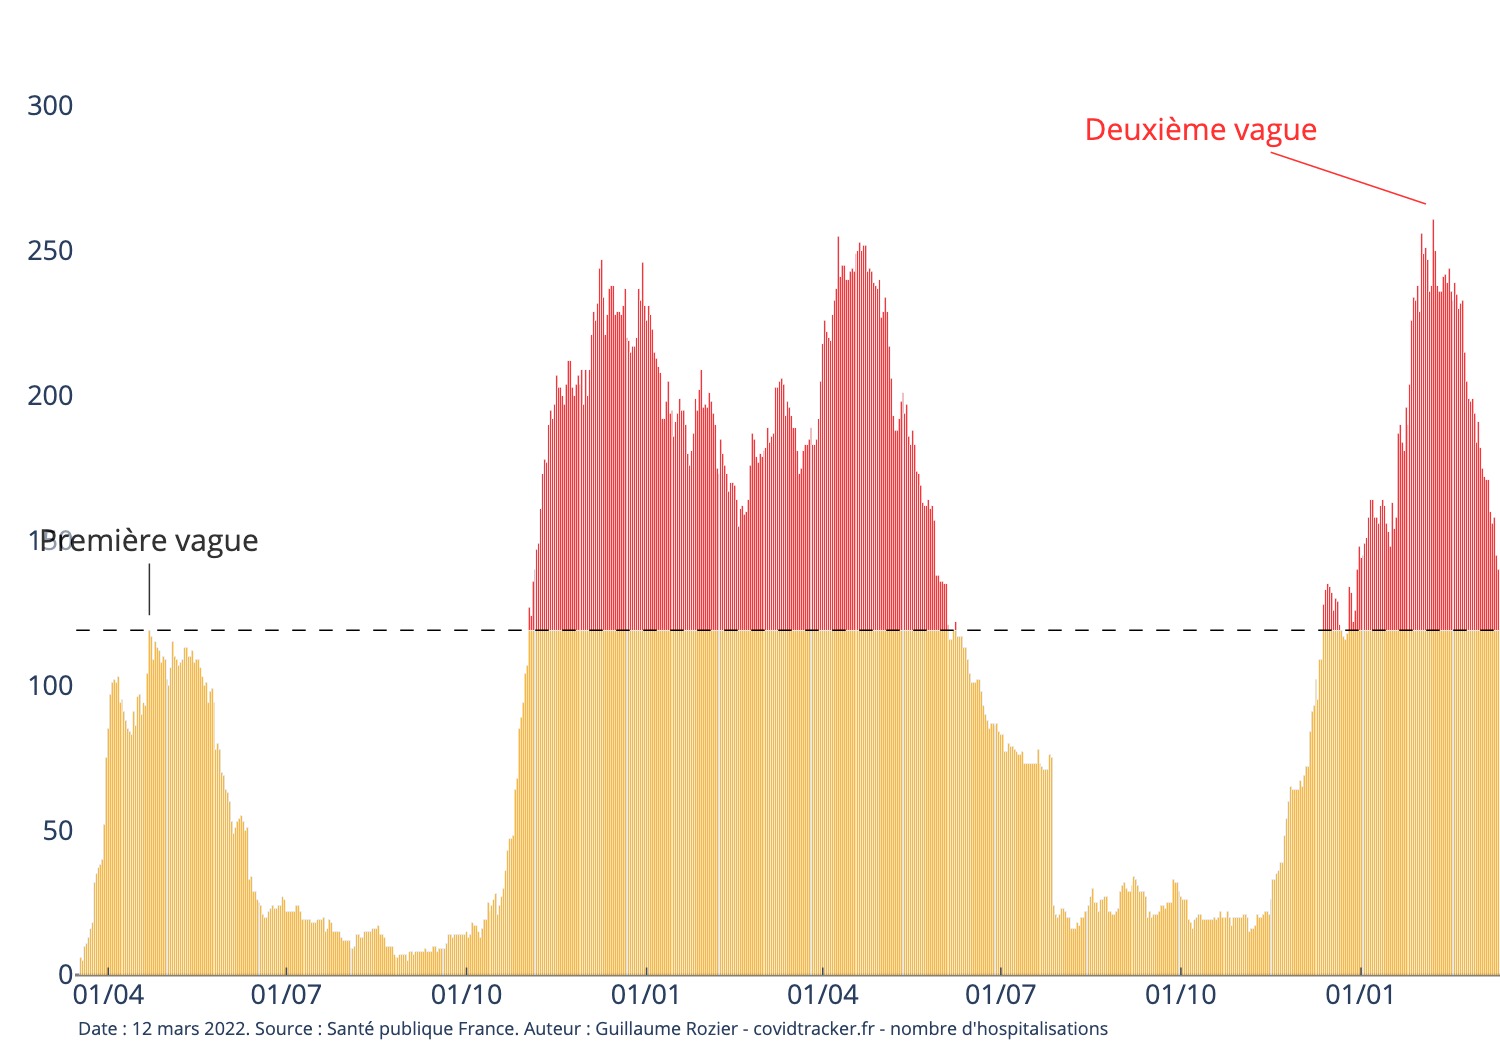 300
Deuxième vague
250
200
150
Première vague
100
50
0
01/04 01/07 01/10 01/01 01/04 01/07 01/10 01/01
Date : 12 mars 2022. Source : Santé publique France. Auteur : Guillaume Rozier - covidtracker.fr - nombre d'hospitalisations